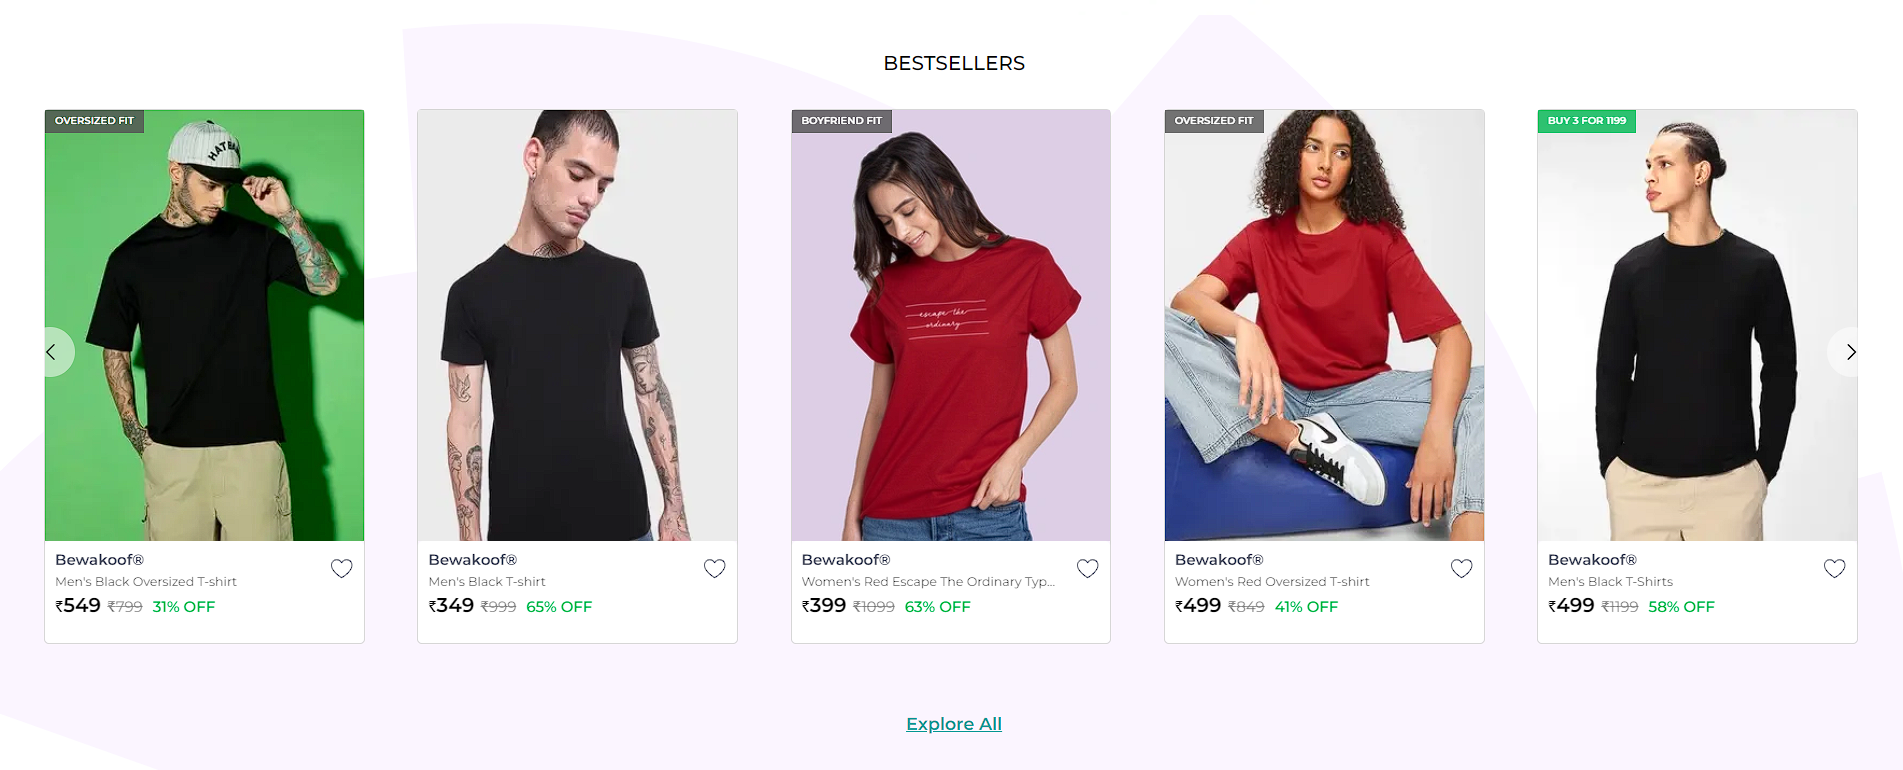 BESTSELLERS
OVERSIZED FIT
HATE
Bewakoof®
Men's Black Oversized T-shirt
₹549 ₹799 31% OFF
Bewakoof®
Men's Black T-shirt
₹349 ₹999 65% OFF
BOYFRIEND FIT
escape the
ordinary
Bewakoof®
Women's Red Escape The Ordinary Typ...
₹399 ₹1099 63% OFF
OVERSIZED FIT
Bewakoof®
Women's Red Oversized T-shirt
₹499 ₹849 41% OFF
BUY 3 FOR 1199
Bewakoof®
Men's Black T-Shirts
₹499 ₹1199 58% OFF
Explore All